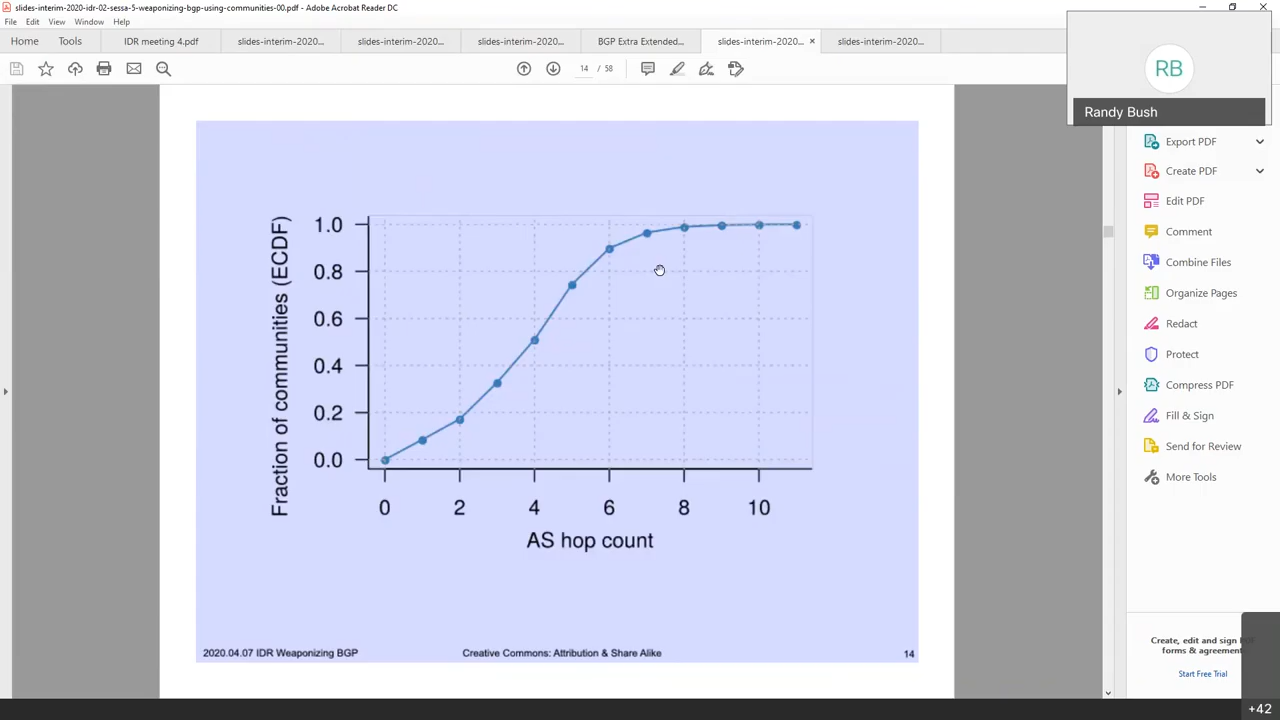 slides-interim-2020-idr-02-sessa-5-weaponizing-bgp-using-communities-00.pdf - Adobe Acrobat Reader DC
File Edit View Window Help
Home Tools IDR meeting 4.pdf slides-interim-2020... slides-interim-2020... slides-interim-2020... BGP Extra Extended... slides-interim-2020... × slides-interim-2020...
14 / 58
RB
Randy Bush
Export PDF
Create PDF
Edit PDF
Comment
Combine Files
Organize Pages
Redact
Protect
Compress PDF
Fill & Sign
Send for Review
More Tools
Fraction of communities (ECDF)
1.0
0.8
0.6
0.4
0.2
0.0
0 2 4 6 8 10
AS hop count
2020.04.07 IDR Weaponizing BGP Creative Commons: Attribution & Share Alike 14
Create, edit and sign
forms & agreement
Start Free Trial
+42